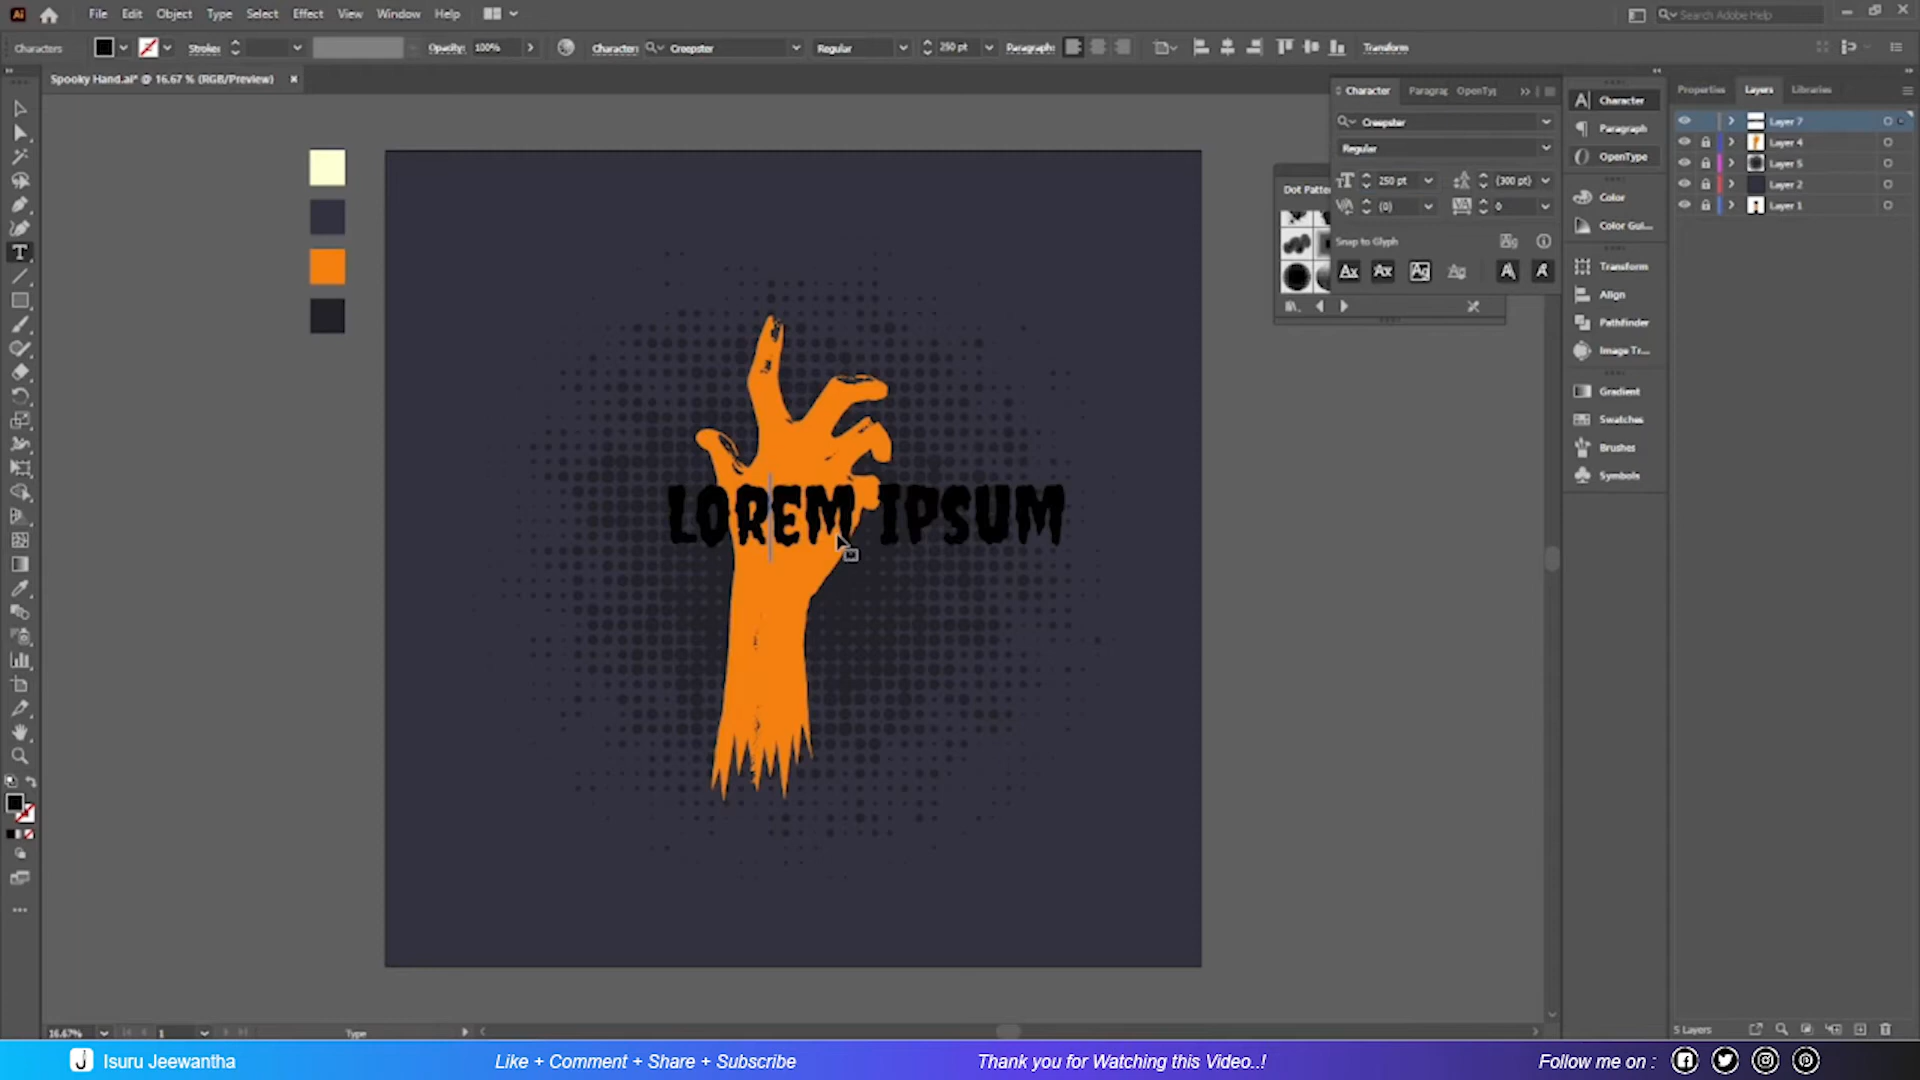 File Edit Object Type Select Effect View Window Help
Search Adobe Help
Characters Stroke: Opacity: 100% Character: Creepster Regular 250 pt Paragraph: Transform
Spooky Hand.ai* @ 16.67 % (RGB/Preview)
Properties Layers Libraries
Character Paragrap OpenTyp
Creepster
Regular
250 pt (300 pt)
(0) 0
Snap to Glyph
Dot Patte
Character
Paragraph
OpenType
Color
Color Gui...
Transform
Align
Pathfinder
Image Tr...
Gradient
Swatches
Brushes
Symbols
Layer 7
Layer 4
Layer 5
Layer 2
Layer 1
LOREM IPSUM
16.67% 1 Type
5 Layers
Isuru Jeewantha
Like + Comment + Share + Subscribe
Thank you for Watching this Video..!
Follow me on :